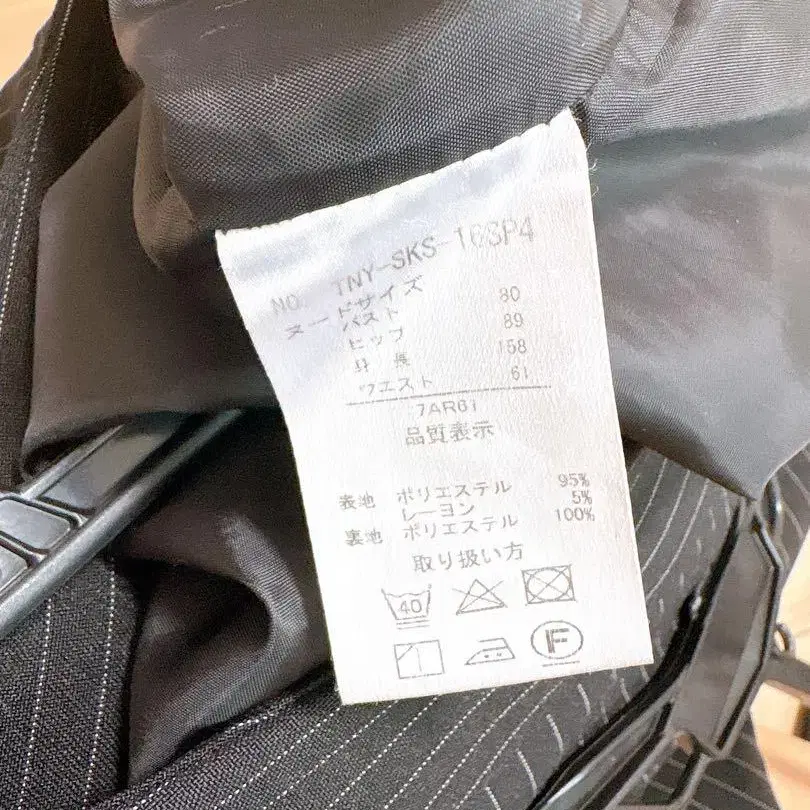 NO. TNY-SKS-16SP4
ヌードサイズ
バスト 80
ヒップ 89
身長 158
ウエスト 61
7AR61
品質表示
表地 ポリエステル 95%
レーヨン 5%
裏地 ポリエステル 100%
取り扱い方
40
F